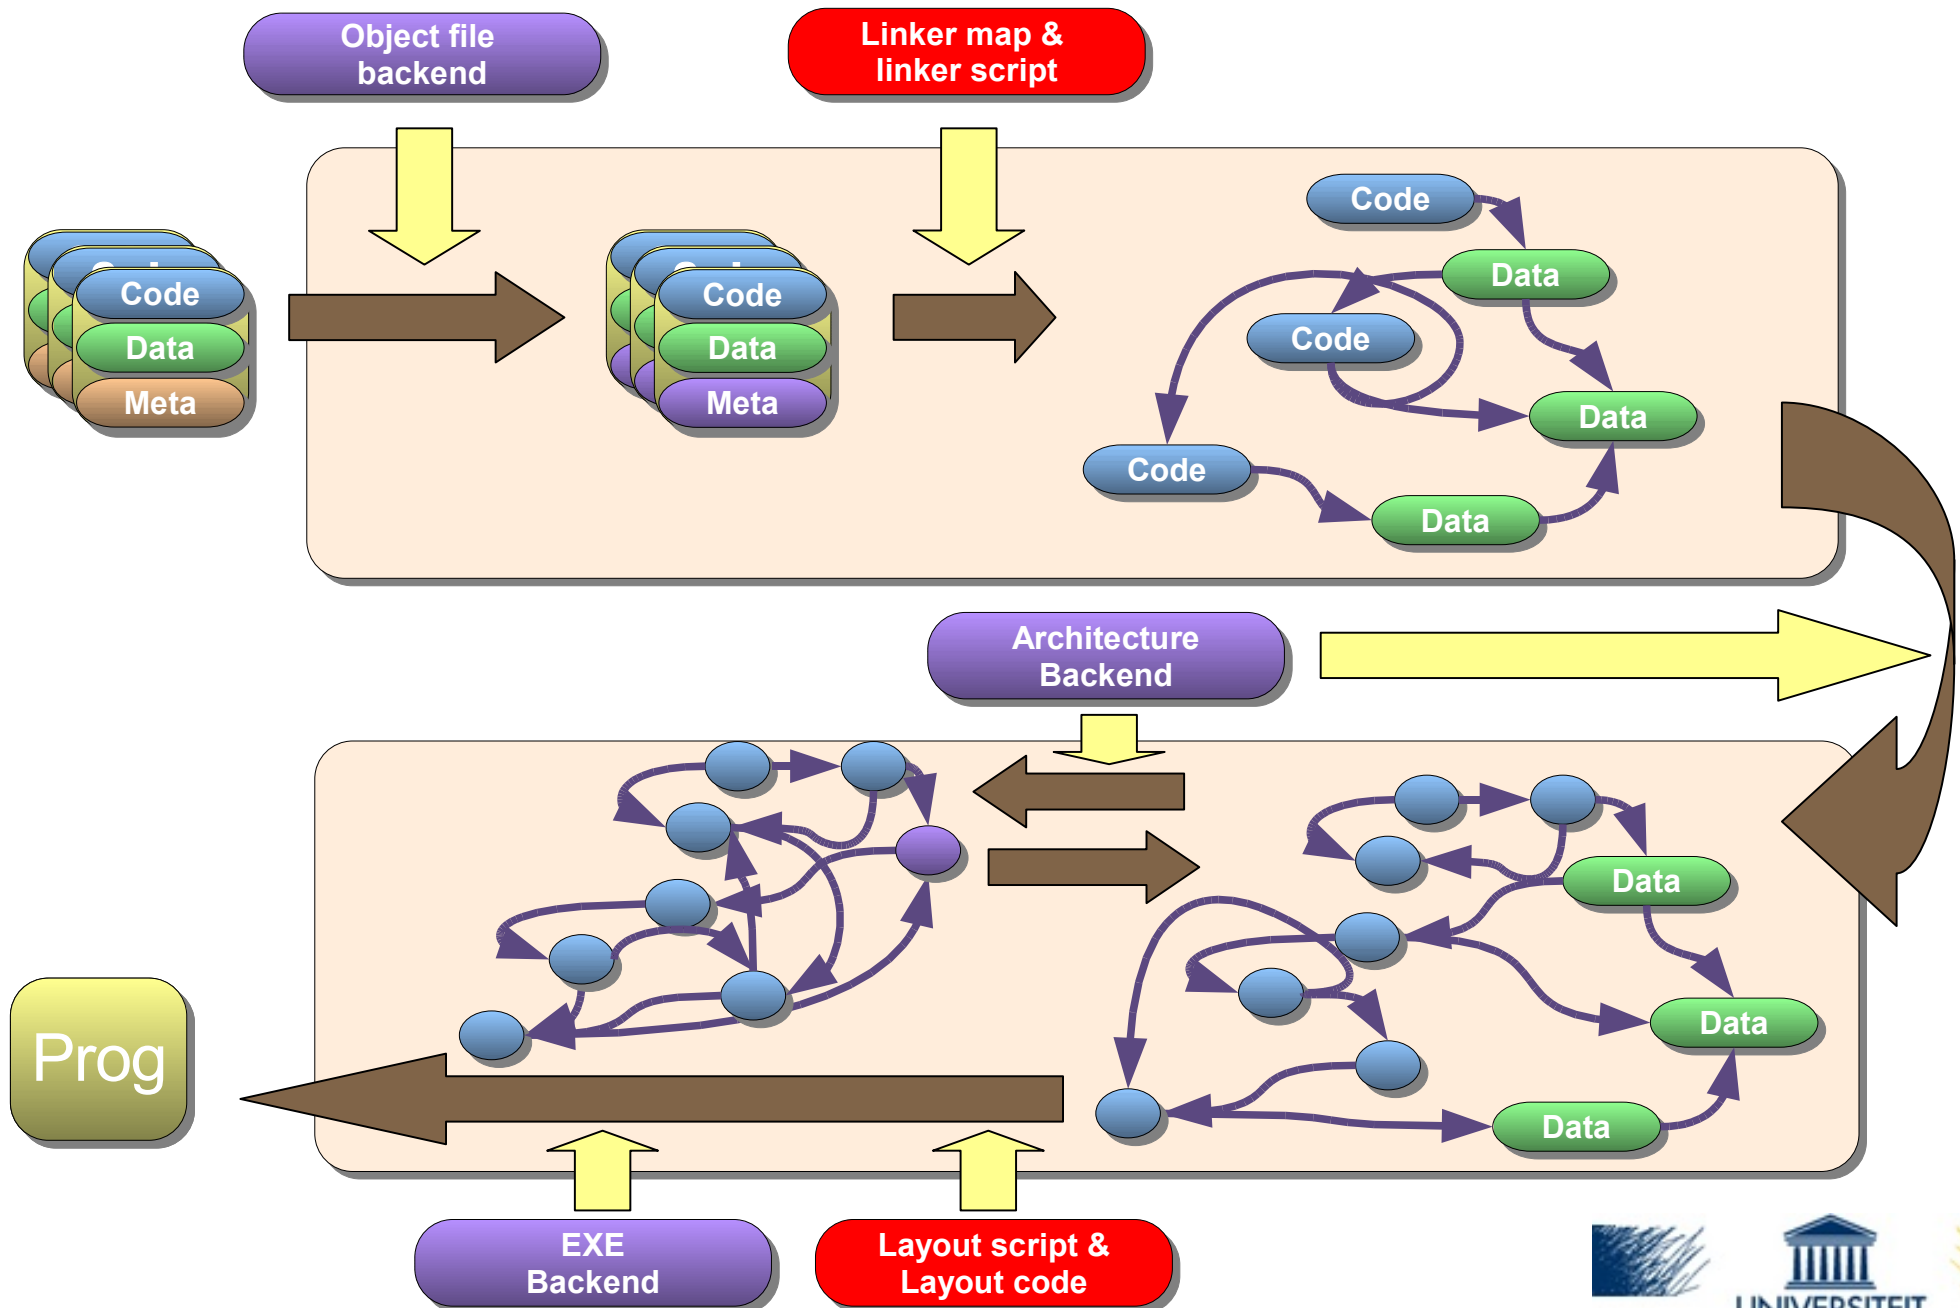 Object file
backend
Linker map &
linker script
Code
Data
Meta
Code
Data
Meta
Code
Data
Code
Data
Code
Data
Architecture
Backend
Data
Data
Data
Prog
EXE
Backend
Layout script &
Layout code
UNIVERSITEIT